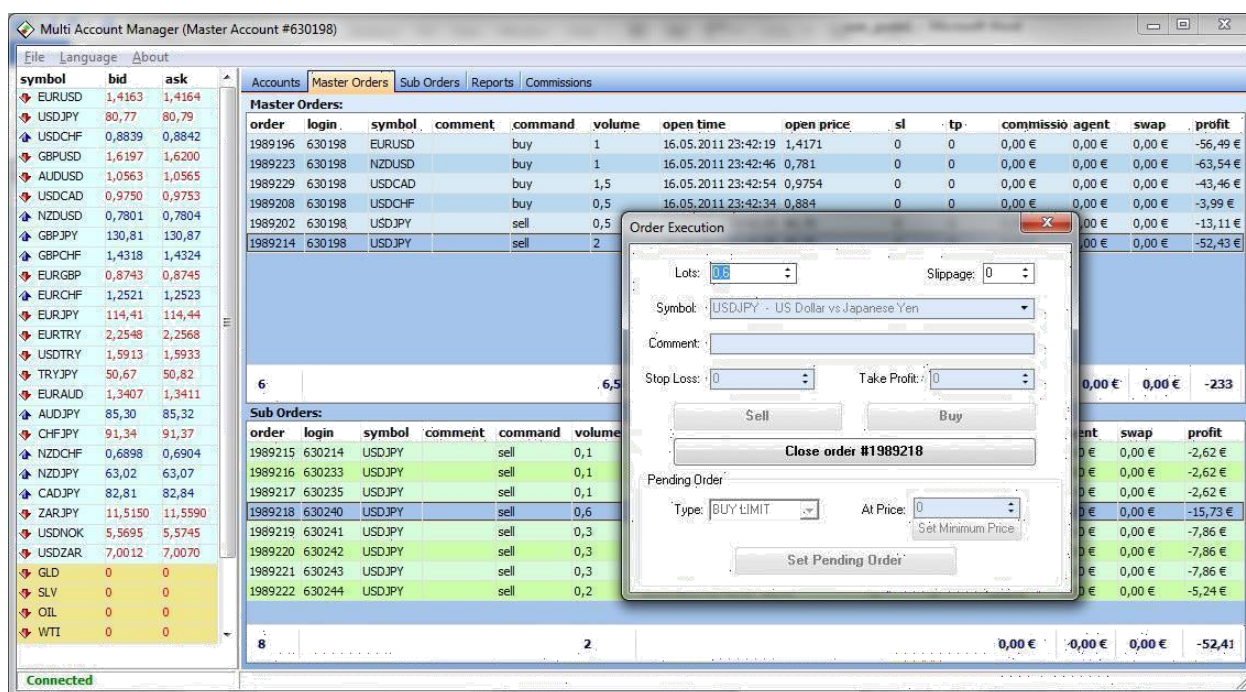 Multi Account Manager (Master Account #630198)
File Language About
symbol bid ask
EURUSD 1,4163 1,4164
USDJPY 80,77 80,79
USDCHF 0,8839 0,8842
GBPUSD 1,6197 1,6200
AUDUSD 1,0563 1,0565
USDCAD 0,9750 0,9753
NZDUSD 0,7801 0,7804
GBPJPY 130,81 130,87
GBPCHF 1,4318 1,4324
EURGBP 0,8743 0,8745
EURCHF 1,2521 1,2523
EURJPY 114,41 114,44
EURTRY 2,2548 2,2568
USDTRY 1,5913 1,5933
TRYJPY 50,67 50,82
EURAUD 1,3407 1,3411
AUDJPY 85,30 85,32
CHFJPY 91,34 91,37
NZDCHF 0,6898 0,6904
NZDJPY 63,02 63,07
CADJPY 82,81 82,84
ZARJPY 11,5150 11,5590
USDNOK 5,5695 5,5745
USDZAR 7,0012 7,0070
GLD 0 0
SLV 0 0
OIL 0 0
WTI 0 0
Connected
Accounts Master Orders Sub Orders Reports Commissions
Master Orders:
order login symbol comment command volume open time open price sl tp commissio agent swap profit
1989196 630198 EURUSD buy 1 16.05.2011 23:42:19 1,4171 0 0 0,00 € 0,00 € 0,00 € -56,49 €
1989223 630198 NZDUSD buy 1 16.05.2011 23:42:46 0,781 0 0 0,00 € 0,00 € 0,00 € -63,54 €
1989229 630198 USDCAD buy 1,5 16.05.2011 23:42:54 0,9754 0 0 0,00 € 0,00 € 0,00 € -43,46 €
1989208 630198 USDCHF buy 0,5 16.05.2011 23:42:34 0,884 0 0 0,00 € 0,00 € 0,00 € -3,99 €
1989202 630198 USDJPY sell 0,5 ,00 € 0,00 € -13,11 €
1989214 630198 USDJPY sell 2 ,00 € 0,00 € -52,43 €
6 6,5 0,00 € 0,00 € -233
Sub Orders:
order login symbol comment command volume ent swap profit
1989215 630214 USDJPY sell 0,1 0 € 0,00 € -2,62 €
1989216 630233 USDJPY sell 0,1 0 € 0,00 € -2,62 €
1989217 630235 USDJPY sell 0,1 0 € 0,00 € -2,62 €
1989218 630240 USDJPY sell 0,6 0 € 0,00 € -15,73 €
1989219 630241 USDJPY sell 0,3 0 € 0,00 € -7,86 €
1989220 630242 USDJPY sell 0,3 0 € 0,00 € -7,86 €
1989221 630243 USDJPY sell 0,3 0 € 0,00 € -7,86 €
1989222 630244 USDJPY sell 0,2 0 € 0,00 € -5,24 €
8 2 0,00 € 0,00 € 0,00 € -52,41
Order Execution
Lots: 0.6 Slippage: 0
Symbol: USDJPY - US Dollar vs Japanese Yen
Comment:
Stop Loss: 0 Take Profit: 0
Sell Buy
Close order #1989218
Pending Order
Type: BUY LIMIT At Price: 0
Set Minimum Price
Set Pending Order